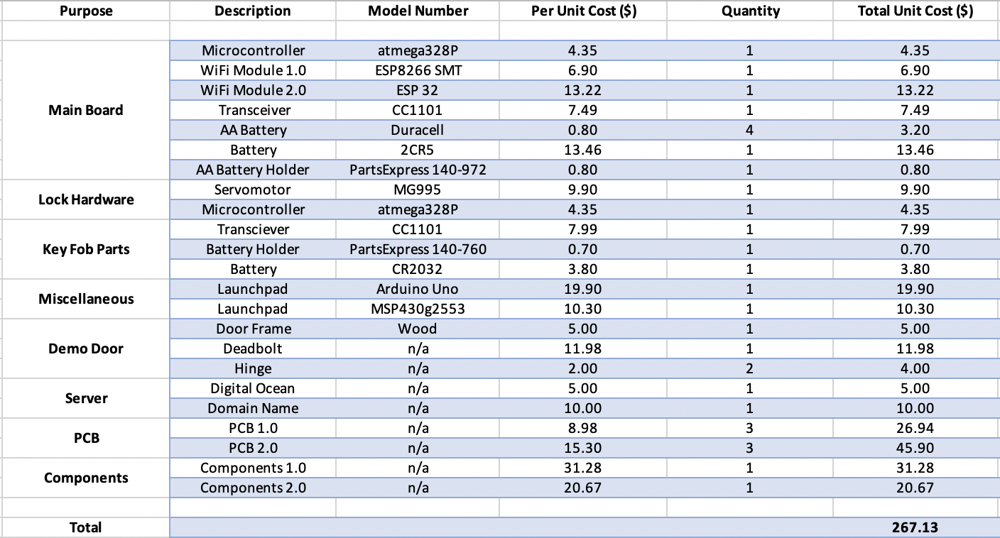 Purpose Description Model Number Per Unit Cost ($) Quantity Total Unit Cost ($)
Main Board
Microcontroller atmega328P 4.35 1 4.35
WiFi Module 1.0 ESP8266 SMT 6.90 1 6.90
WiFi Module 2.0 ESP 32 13.22 1 13.22
Transceiver CC1101 7.49 1 7.49
AA Battery Duracell 0.80 4 3.20
Battery 2CR5 13.46 1 13.46
AA Battery Holder PartsExpress 140-972 0.80 1 0.80
Lock Hardware
Servomotor MG995 9.90 1 9.90
Microcontroller atmega328P 4.35 1 4.35
Key Fob Parts
Transciever CC1101 7.99 1 7.99
Battery Holder PartsExpress 140-760 0.70 1 0.70
Battery CR2032 3.80 1 3.80
Miscellaneous
Launchpad Arduino Uno 19.90 1 19.90
Launchpad MSP430g2553 10.30 1 10.30
Demo Door
Door Frame Wood 5.00 1 5.00
Deadbolt n/a 11.98 1 11.98
Hinge n/a 2.00 2 4.00
Server
Digital Ocean n/a 5.00 1 5.00
Domain Name n/a 10.00 1 10.00
PCB
PCB 1.0 n/a 8.98 3 26.94
PCB 2.0 n/a 15.30 3 45.90
Components
Components 1.0 n/a 31.28 1 31.28
Components 2.0 n/a 20.67 1 20.67
Total 267.13